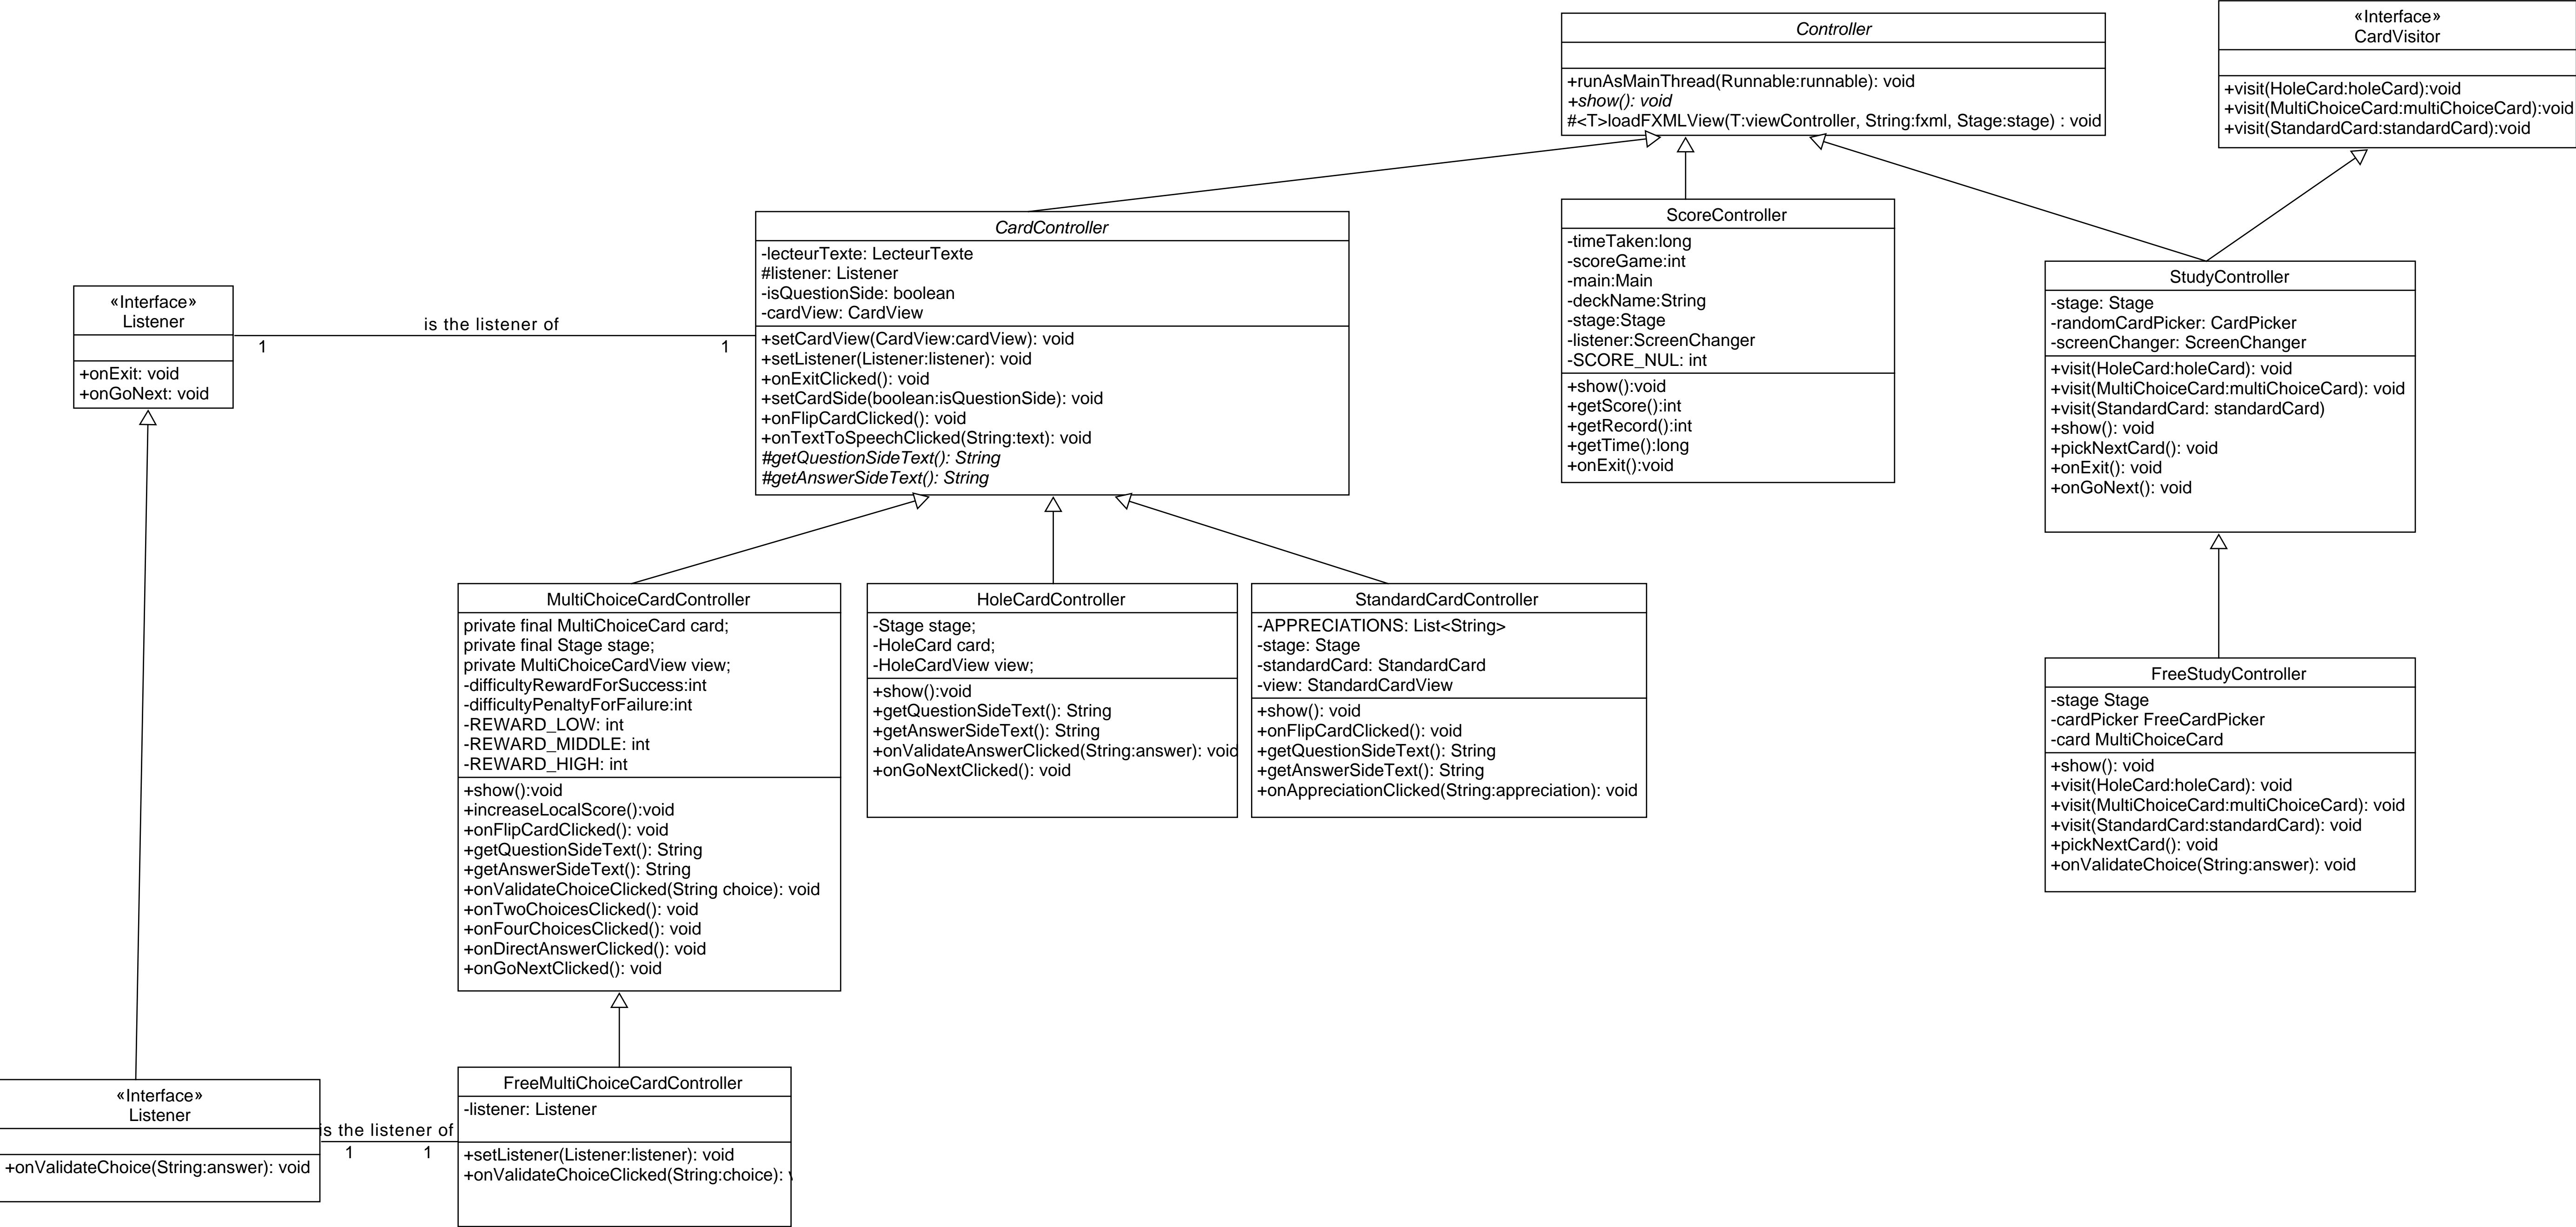 Controller
+runAsMainThread(Runnable:runnable): void
+show(): void
#<T>loadFXMLView(T:viewController, String:fxml, Stage:stage) : void
«Interface»
CardVisitor
+visit(HoleCard:holeCard):void
+visit(MultiChoiceCard:multiChoiceCard):void
+visit(StandardCard:standardCard):void
CardController
-lecteurTexte: LecteurTexte
#listener: Listener
-isQuestionSide: boolean
-cardView: CardView
+setCardView(CardView:cardView): void
+setListener(Listener:listener): void
+onExitClicked(): void
+setCardSide(boolean:isQuestionSide): void
+onFlipCardClicked(): void
+onTextToSpeechClicked(String:text): void
#getQuestionSideText(): String
#getAnswerSideText(): String
ScoreController
-timeTaken:long
-scoreGame:int
-main:Main
-deckName:String
-stage:Stage
-listener:ScreenChanger
-SCORE_NUL: int
+show():void
+getScore():int
+getRecord():int
+getTime():long
+onExit():void
StudyController
-stage: Stage
-randomCardPicker: CardPicker
-screenChanger: ScreenChanger
+visit(HoleCard:holeCard): void
+visit(MultiChoiceCard:multiChoiceCard): void
+visit(StandardCard: standardCard)
+show(): void
+pickNextCard(): void
+onExit(): void
+onGoNext(): void
«Interface»
Listener
+onExit: void
+onGoNext: void
is the listener of
1
1
MultiChoiceCardController
private final MultiChoiceCard card;
private final Stage stage;
private MultiChoiceCardView view;
-difficultyRewardForSuccess:int
-difficultyPenaltyForFailure:int
-REWARD_LOW: int
-REWARD_MIDDLE: int
-REWARD_HIGH: int
+show():void
+increaseLocalScore():void
+onFlipCardClicked(): void
+getQuestionSideText(): String
+getAnswerSideText(): String
+onValidateChoiceClicked(String choice): void
+onTwoChoicesClicked(): void
+onFourChoicesClicked(): void
+onDirectAnswerClicked(): void
+onGoNextClicked(): void
HoleCardController
-Stage stage;
-HoleCard card;
-HoleCardView view;
+show():void
+getQuestionSideText(): String
+getAnswerSideText(): String
+onValidateAnswerClicked(String:answer): void
+onGoNextClicked(): void
StandardCardController
-APPRECIATIONS: List<String>
-stage: Stage
-standardCard: StandardCard
-view: StandardCardView
+show(): void
+onFlipCardClicked(): void
+getQuestionSideText(): String
+getAnswerSideText(): String
+onAppreciationClicked(String:appreciation): void
FreeStudyController
-stage Stage
-cardPicker FreeCardPicker
-card MultiChoiceCard
+show(): void
+visit(HoleCard:holeCard): void
+visit(MultiChoiceCard:multiChoiceCard): void
+visit(StandardCard:standardCard): void
+pickNextCard(): void
+onValidateChoice(String:answer): void
«Interface»
Listener
+onValidateChoice(String:answer): void
is the listener of
1
1
FreeMultiChoiceCardController
-listener: Listener
+setListener(Listener:listener): void
+onValidateChoiceClicked(String:choice):